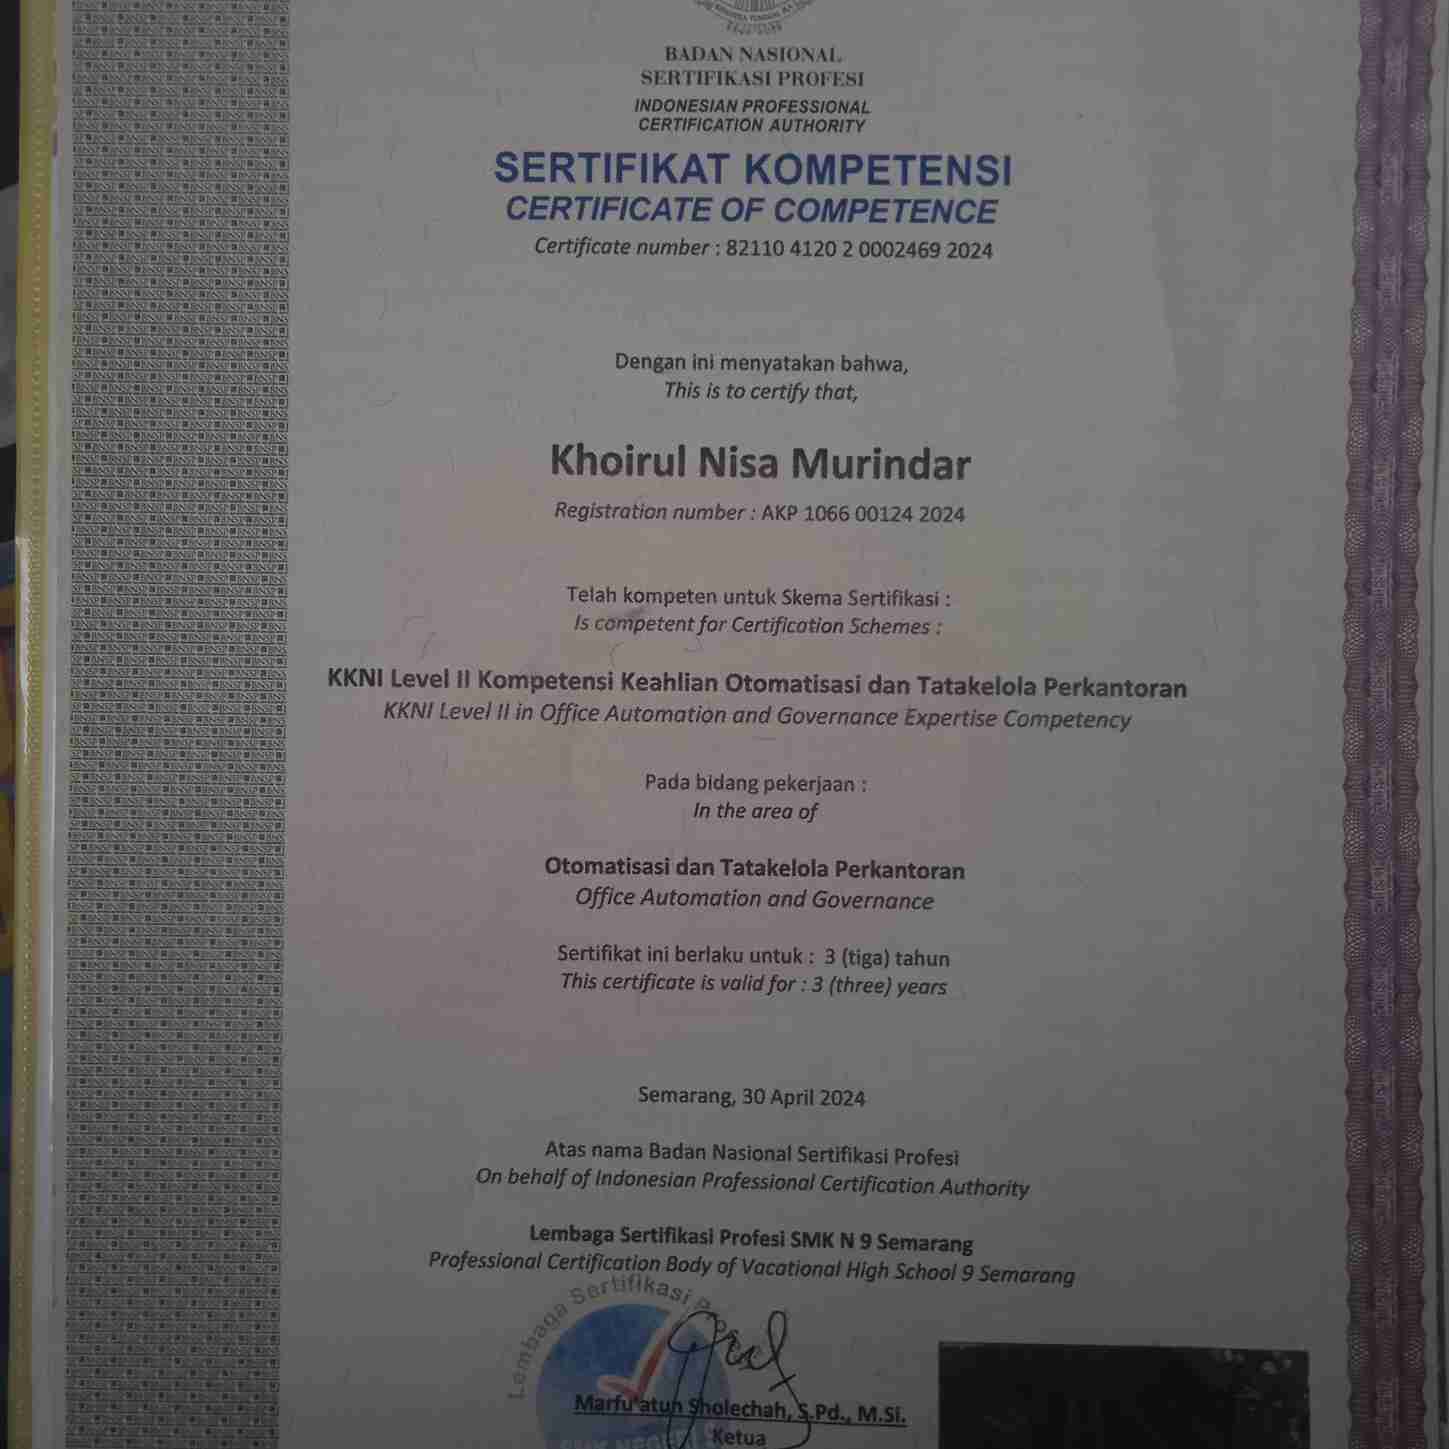 BADAN NASIONAL
SERTIFIKASI PROFESI
INDONESIAN PROFESSIONAL
CERTIFICATION AUTHORITY
SERTIFIKAT KOMPETENSI
CERTIFICATE OF COMPETENCE
Certificate number : 82110 4120 2 0002469 2024
Dengan ini menyatakan bahwa,
This is to certify that,
Khoirul Nisa Murindar
Registration number : AKP 1066 00124 2024
Telah kompeten untuk Skema Sertifikasi :
Is competent for Certification Schemes :
KKNI Level II Kompetensi Keahlian Otomatisasi dan Tatakelola Perkantoran
KKNI Level II in Office Automation and Governance Expertise Competency
Pada bidang pekerjaan :
In the area of
Otomatisasi dan Tatakelola Perkantoran
Office Automation and Governance
Sertifikat ini berlaku untuk : 3 (tiga) tahun
This certificate is valid for : 3 (three) years
Semarang, 30 April 2024
Atas nama Badan Nasional Sertifikasi Profesi
On behalf of Indonesian Professional Certification Authority
Lembaga Sertifikasi Profesi SMK N 9 Semarang
Professional Certification Body of Vacational High School 9 Semarang
Lembaga Sertifikasi
Marfu'atun Sholechah, S.Pd., M.Si.
Ketua